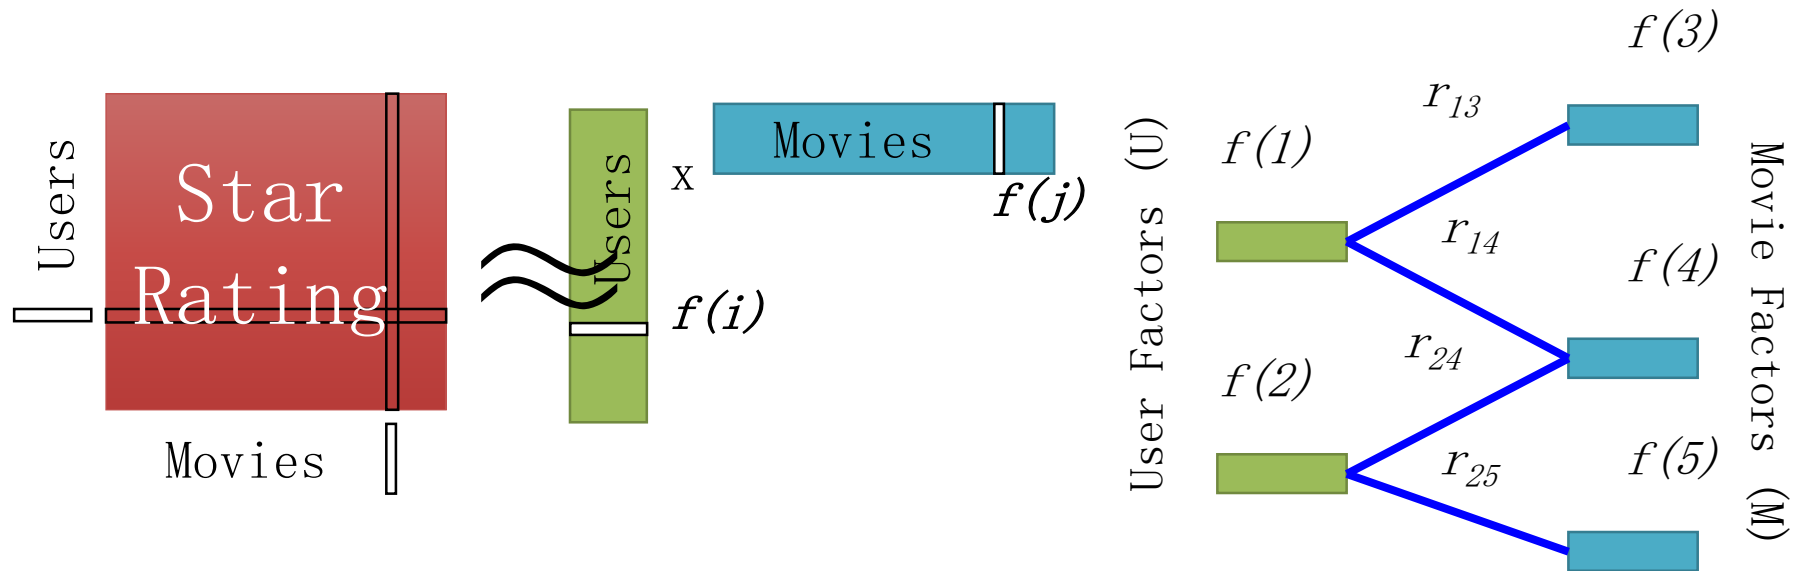 Users
Star
Rating
Movies
≈
Users
f(i)
x
Movies
f(j)
User Factors (U)
f(1)
f(2)
r13
r14
r24
r25
f(3)
f(4)
f(5)
Movie Factors (M)